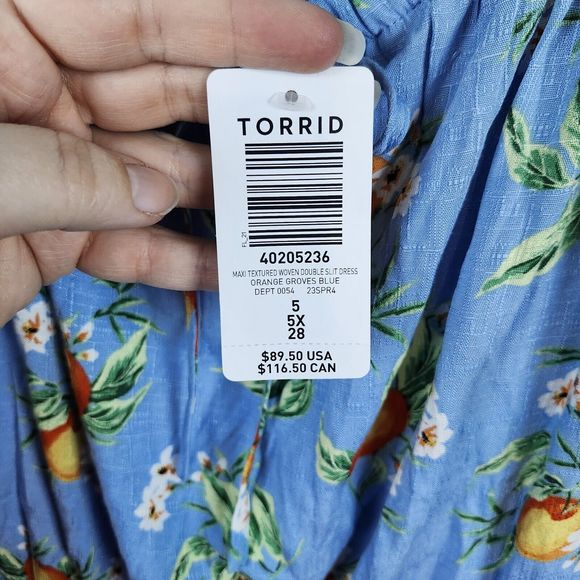 TORRID
FL_21
40205236
MAXI TEXTURED WOVEN DOUBLE SLIT DRESS
ORANGE GROVES BLUE
DEPT 0054 23SPR4
5
5X
28
$89.50 USA
$116.50 CAN